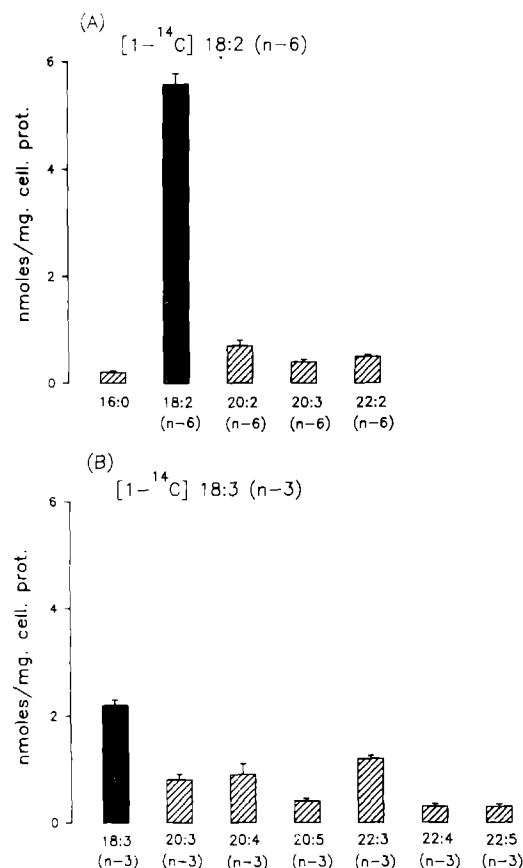 (A)
[1-¹⁴C] 18:2 (n-6)
nmoles/mg. cell. prot.
6
4
2
0
16:0 18:2 20:2 20:3 22:2
(n-6) (n-6) (n-6) (n-6)
(B)
[1-¹⁴C] 18:3 (n-3)
nmoles/mg. cell. prot.
6
4
2
0
18:3 20:3 20:4 20:5 22:3 22:4 22:5
(n-3) (n-3) (n-3) (n-3) (n-3) (n-3) (n-3)